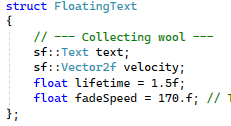 struct FloatingText
{
// --- Collecting wool ---
sf::Text text;
sf::Vector2f velocity;
float lifetime = 1.5f;
float fadeSpeed = 170.f; //
};